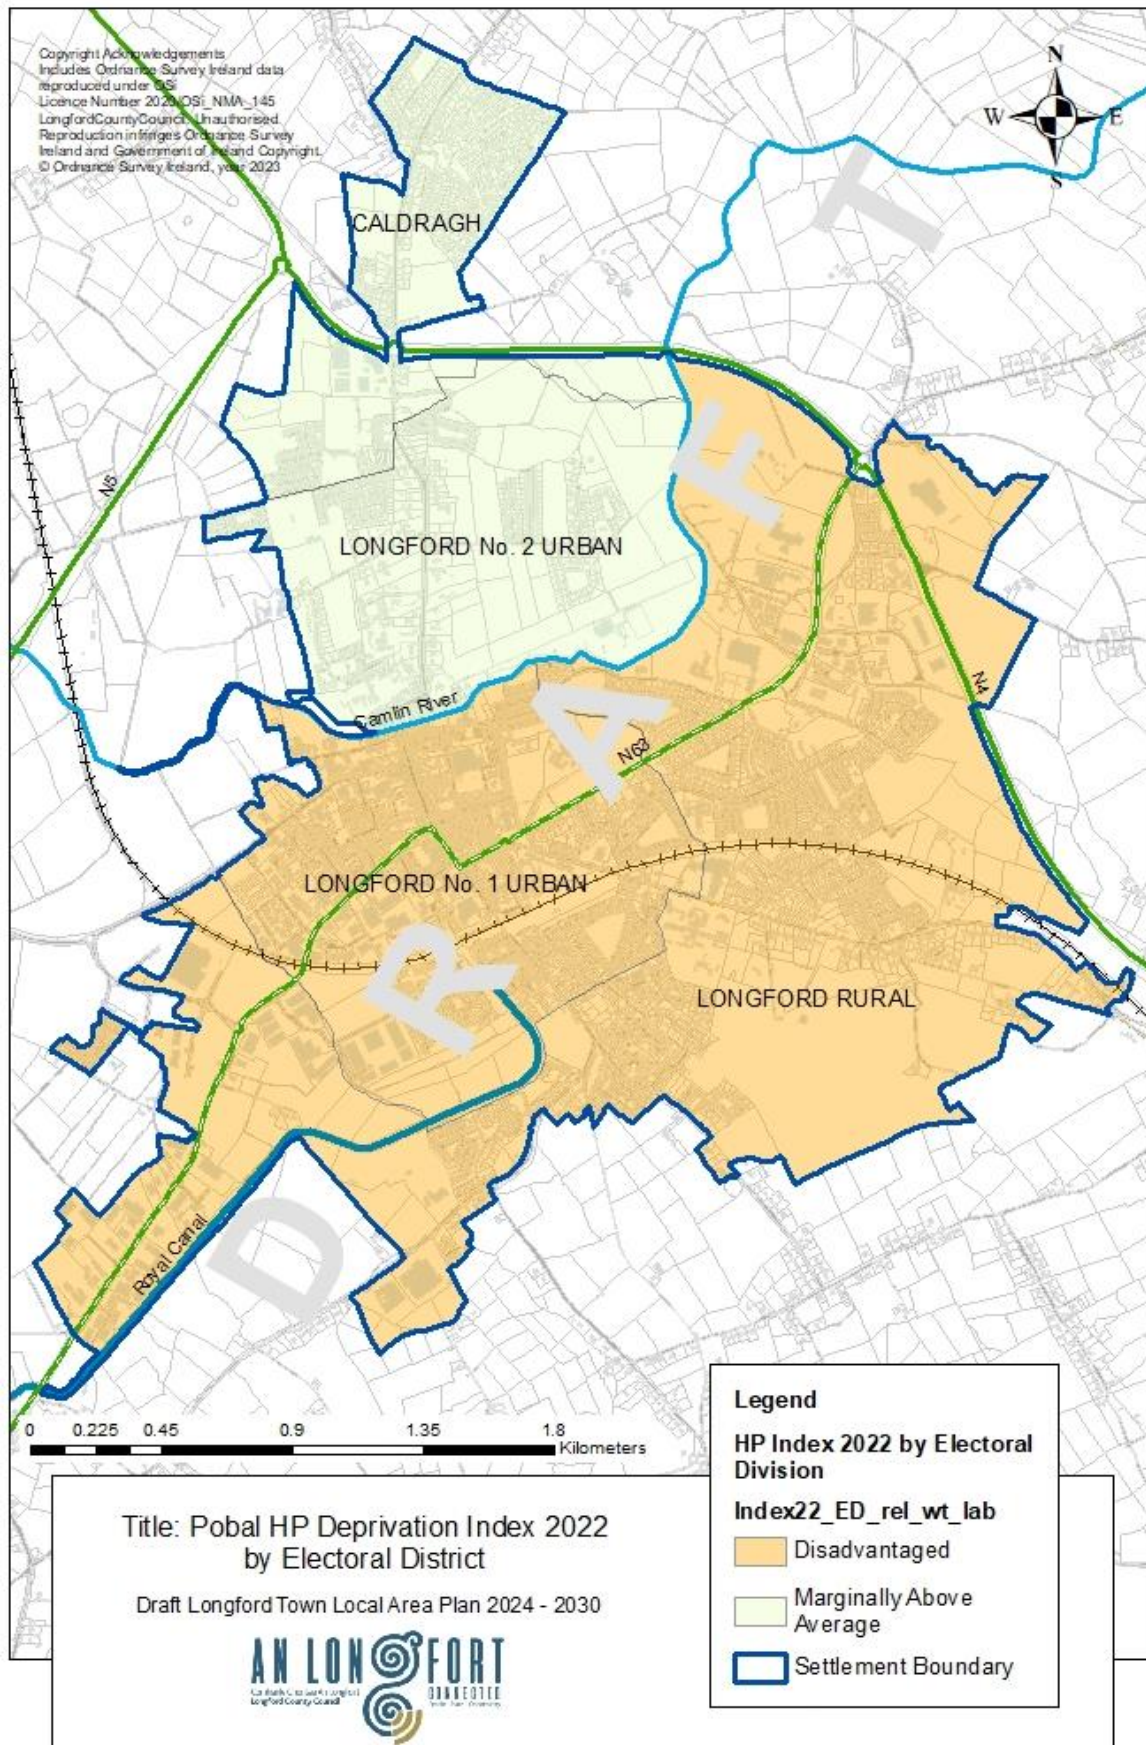 Copyright Acknowledgements
Includes Ordnance Survey Ireland data
reproduced under OSi
Licence Number 2023/OSi_NMA_145
LongfordCountyCouncil. Unauthorised
Reproduction infringes Ordnance Survey
Ireland and Government of Ireland Copyright.
© Ordnance Survey Ireland, year 2023
N
W E
S
CALDRAGH
N5
LONGFORD No. 2 URBAN
Camlin River
N4
N63
LONGFORD No. 1 URBAN
LONGFORD RURAL
Royal Canal
DRAFT
0 0.225 0.45 0.9 1.35 1.8
Kilometers
Legend
HP Index 2022 by Electoral
Division
Index22_ED_rel_wt_lab
Disadvantaged
Marginally Above
Average
Settlement Boundary
Title: Pobal HP Deprivation Index 2022
by Electoral District
Draft Longford Town Local Area Plan 2024 - 2030
AN LONGFORT
Longford County Council
CONNECTED